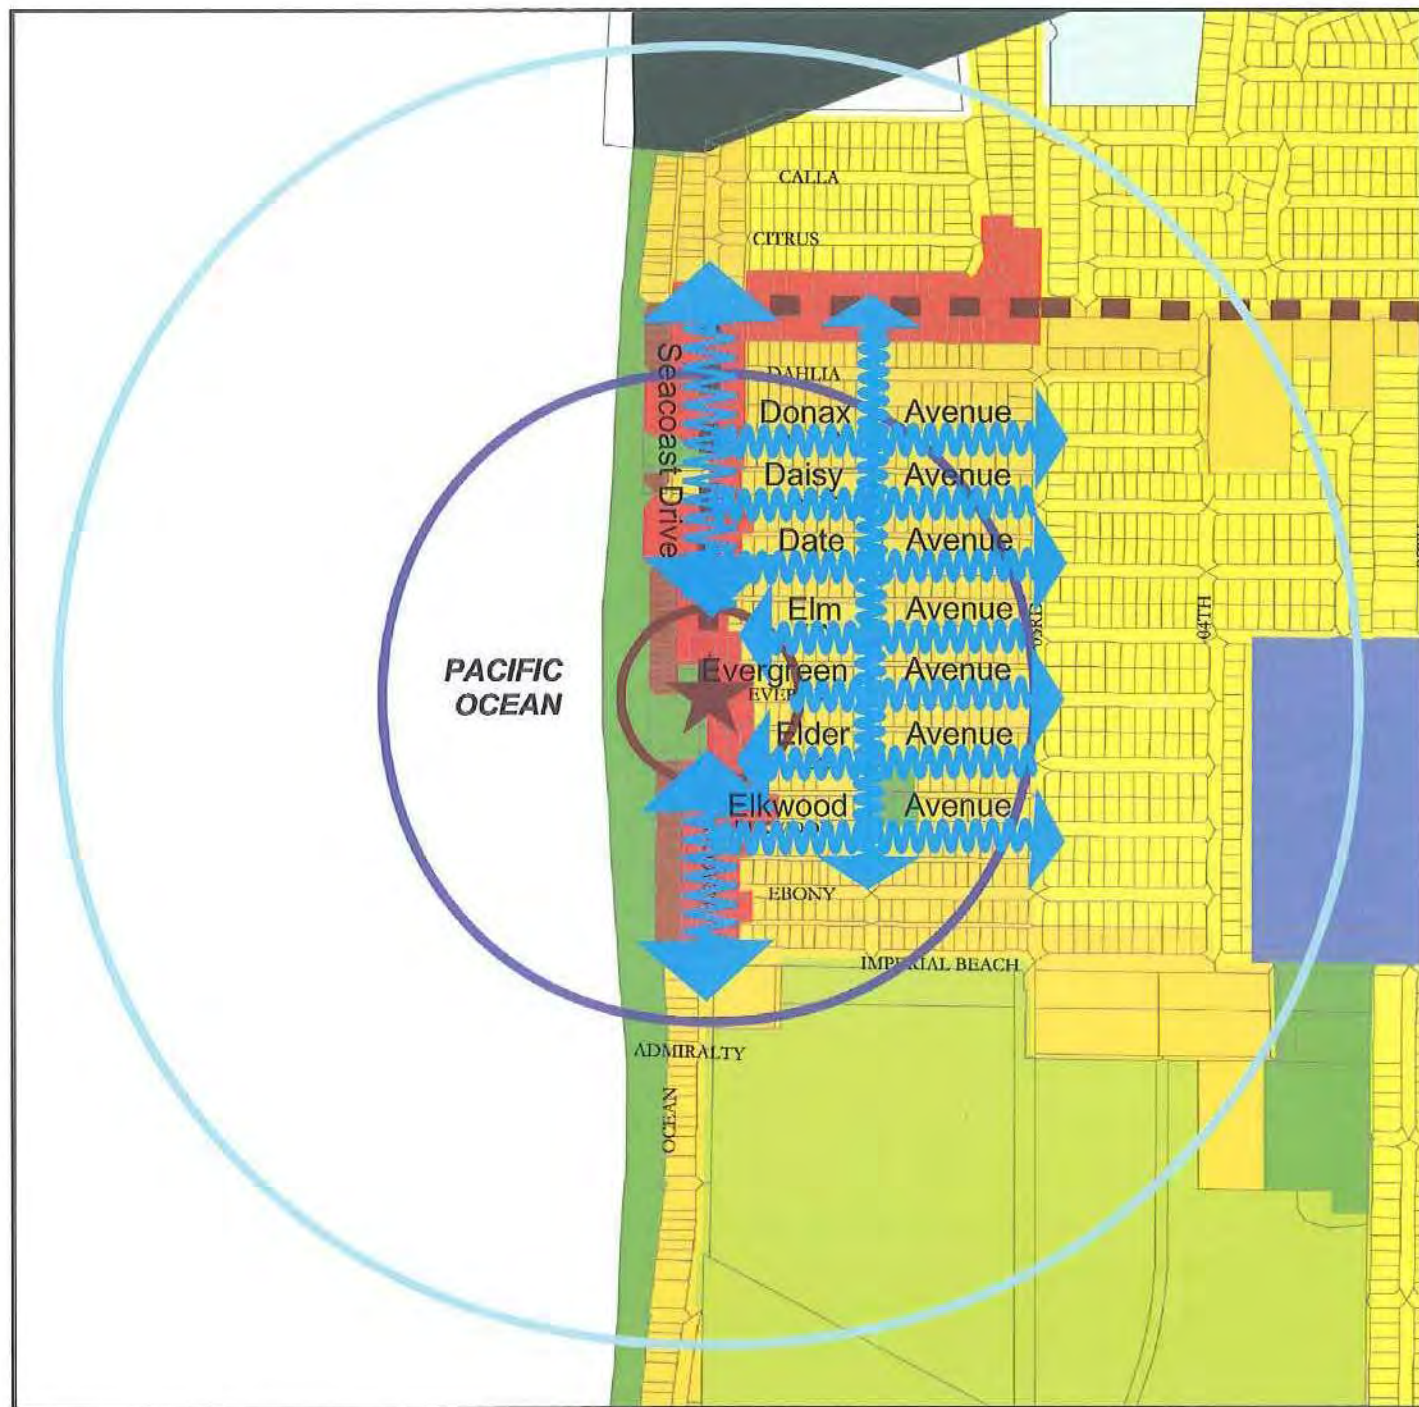 CALLA
CITRUS
Seacoast Drive
DAHLIA
Donax Avenue
Daisy Avenue
Date Avenue
Elm Avenue
04TH
PACIFIC
OCEAN
Evergreen Avenue
Elder Avenue
Elkwood Avenue
EBONY
IMPERIAL BEACH
ADMIRALTY
OCEAN